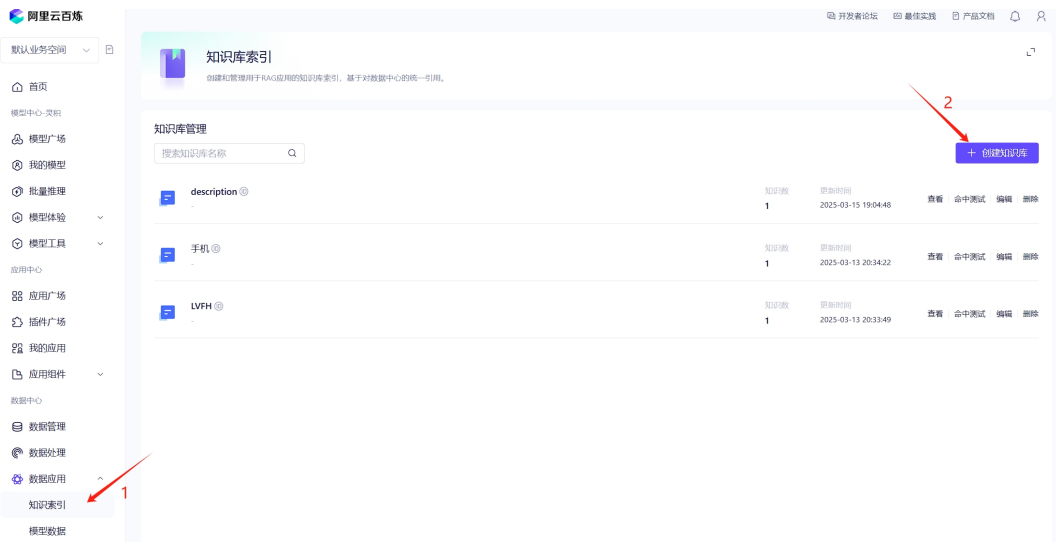 阿里云百炼
开发者论坛 最佳实践 产品文档
默认业务空间
首页
模型中心-灵积
模型广场
我的模型
批量推理
模型体验
模型工具
应用中心
应用广场
插件广场
我的应用
应用组件
数据中心
数据管理
数据处理
数据应用
知识索引
模型数据
1
知识库索引
创建和管理用于RAG应用的知识库索引，基于对数据中心的统一引用。
2
知识库管理
搜索知识库名称
+ 创建知识库
description 知识数 更新时间
- 1 2025-03-15 19:04:48 查看 命中测试 编辑 删除
手机 知识数 更新时间
- 1 2025-03-13 20:34:22 查看 命中测试 编辑 删除
LVFH 知识数 更新时间
- 1 2025-03-13 20:33:49 查看 命中测试 编辑 删除